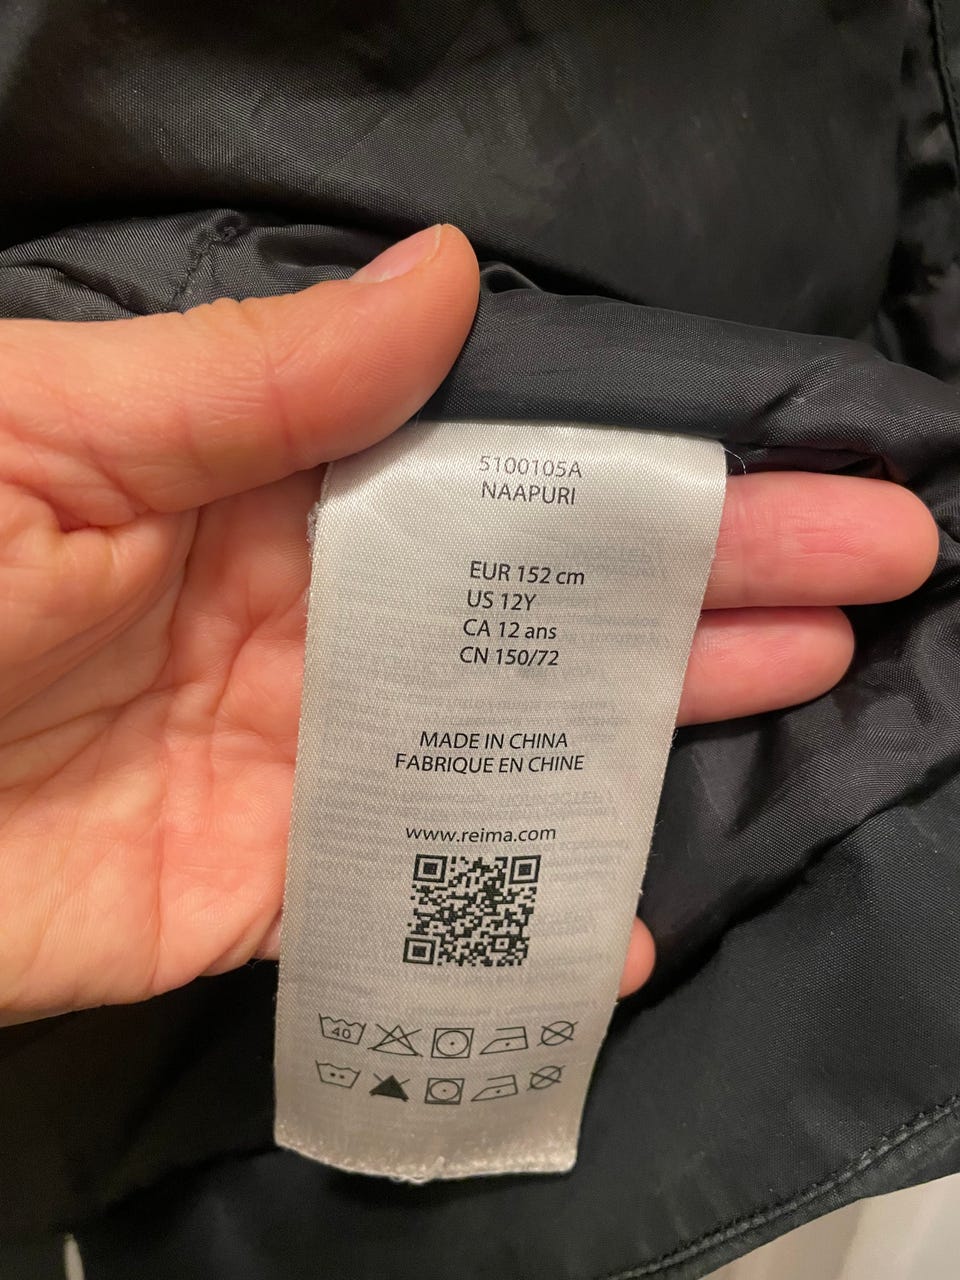 5100105A
NAAPURI
EUR 152 cm
US 12Y
CA 12 ans
CN 150/72
MADE IN CHINA
FABRIQUE EN CHINE
www.reima.com
40